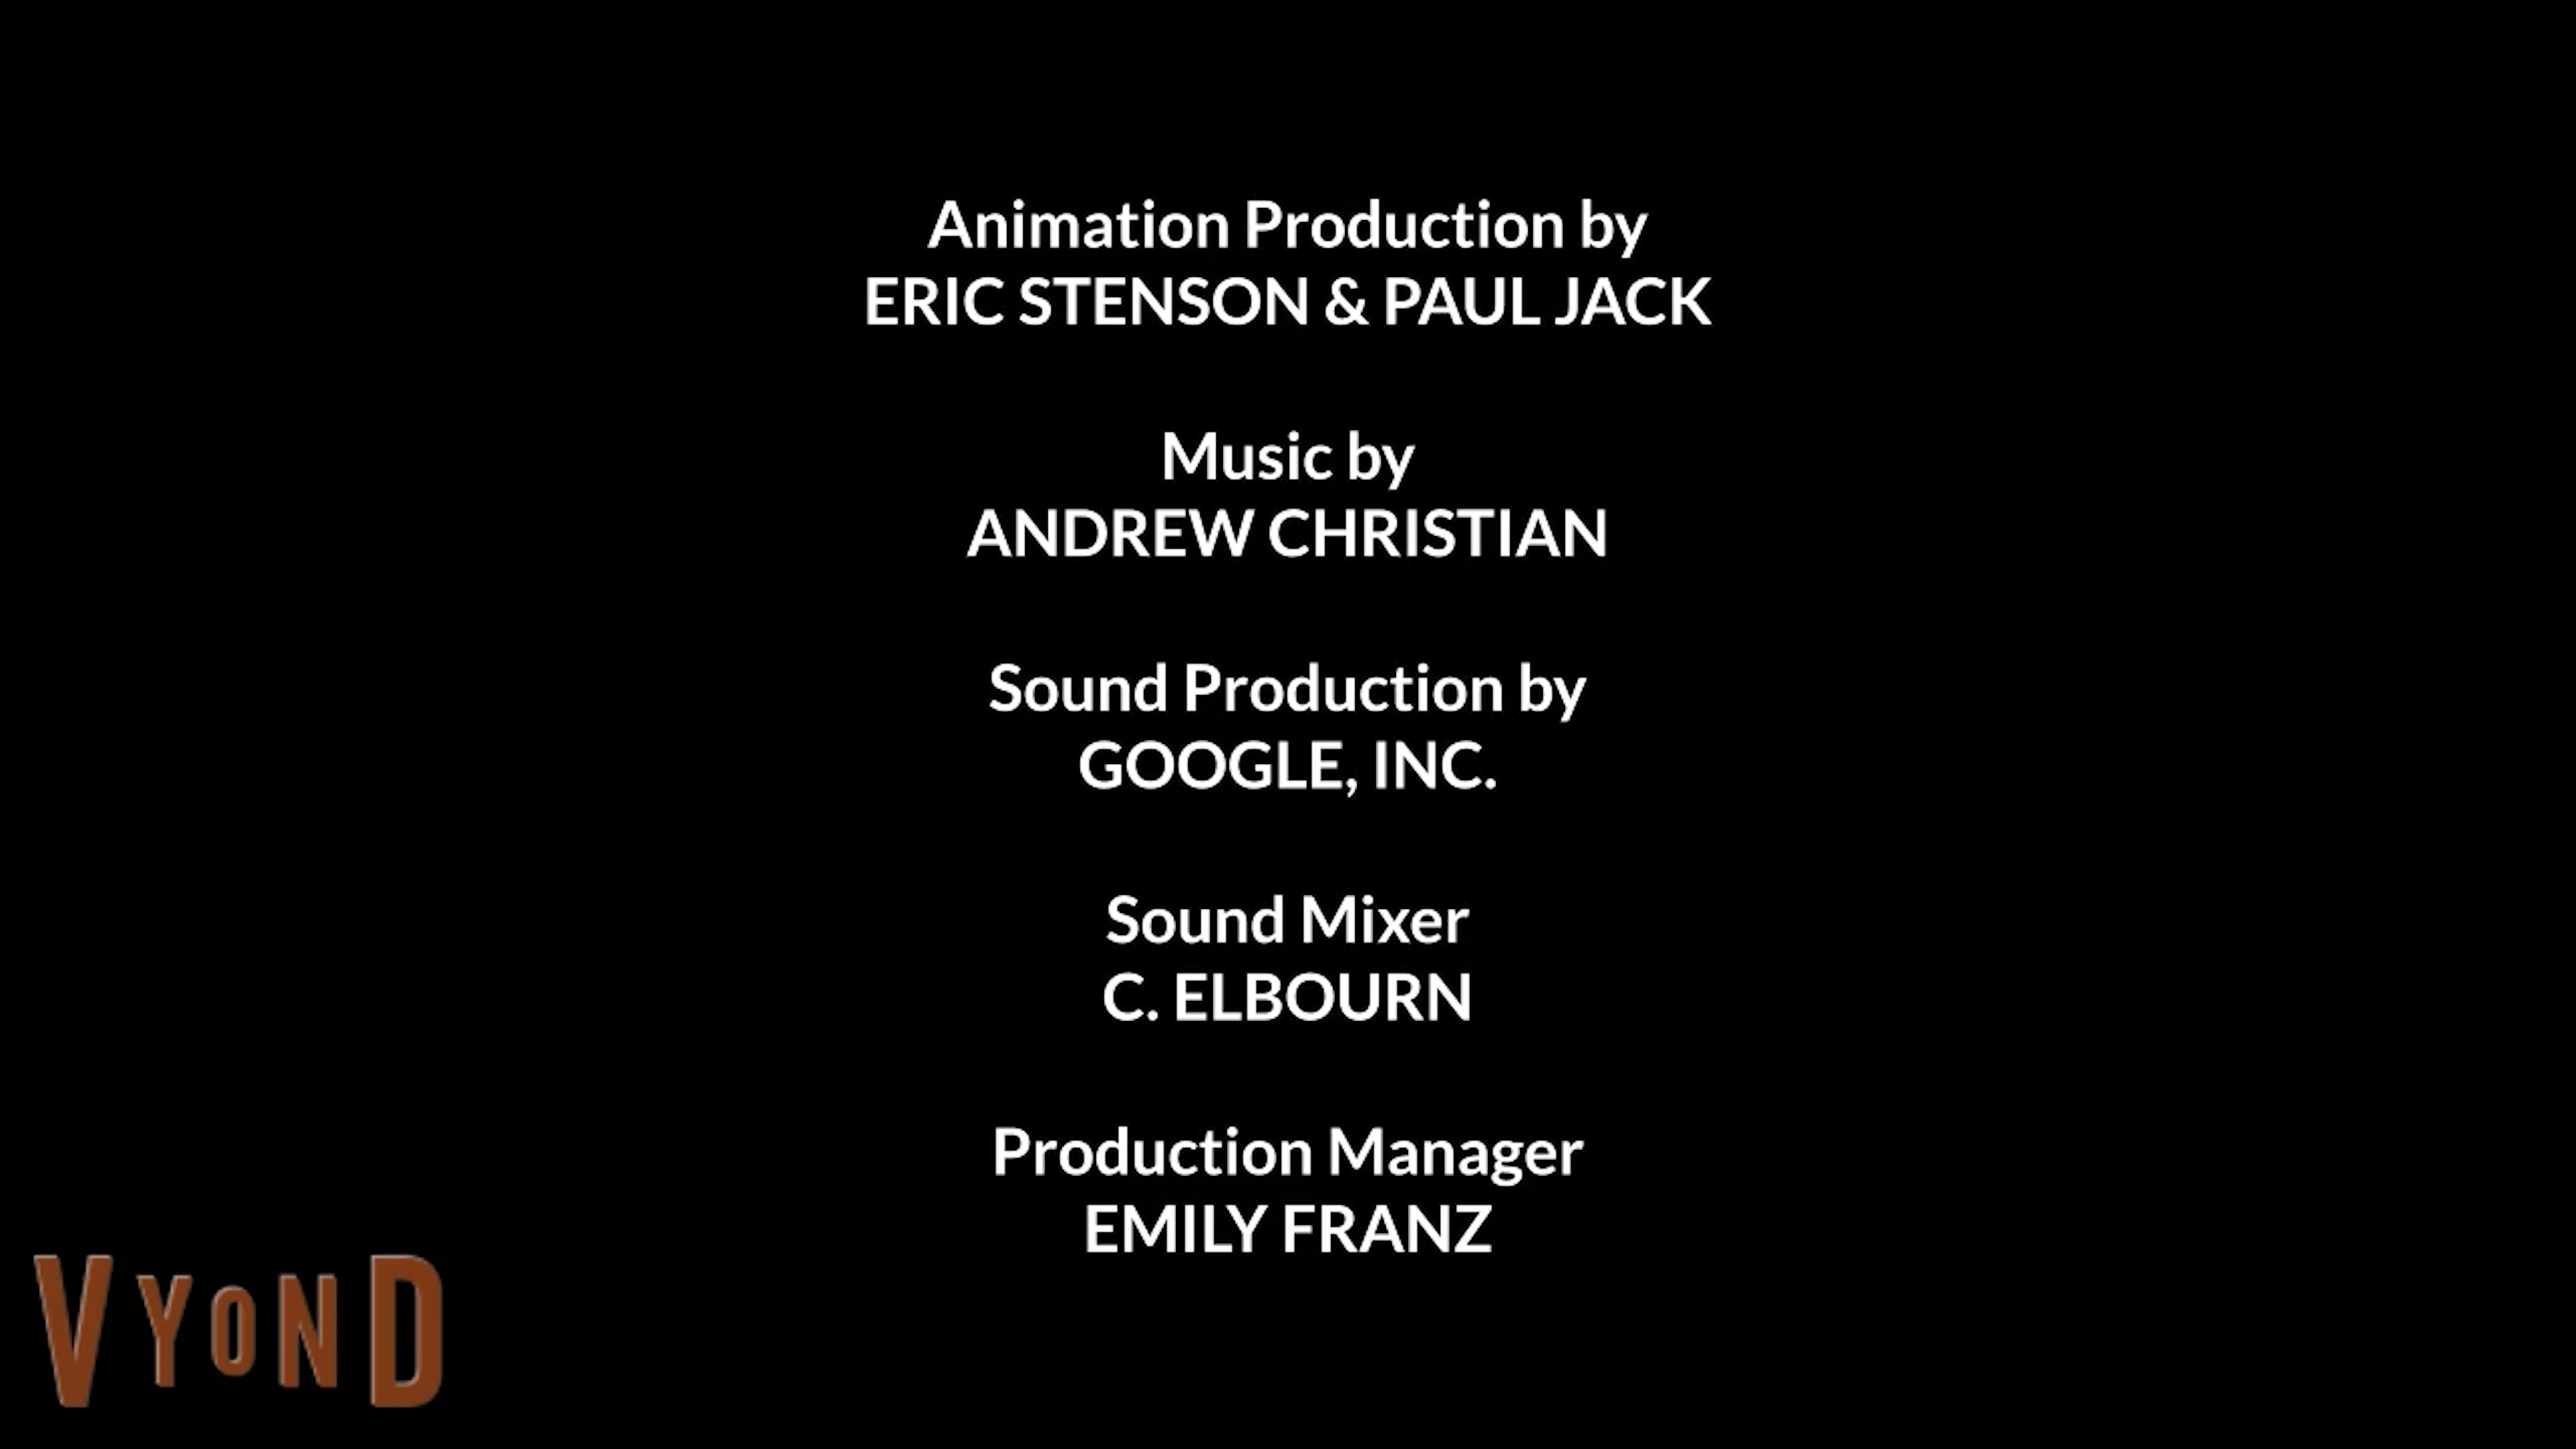 Animation Production by
ERIC STENSON & PAUL JACK
Music by
ANDREW CHRISTIAN
Sound Production by
GOOGLE, INC.
Sound Mixer
C. ELBOURN
Production Manager
EMILY FRANZ
VYOND